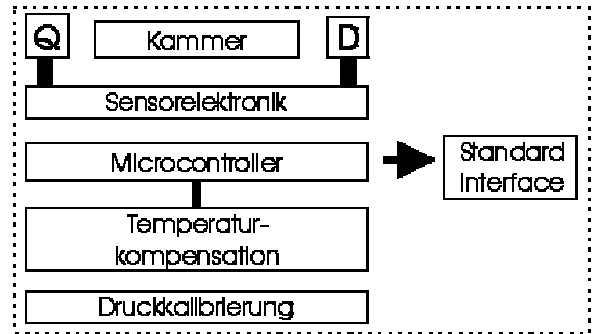 Q
Kammer
D
Sensorelektronik
Microcontroller
Standard
Interface
Temperatur-
kompensation
Druckkalibrierung